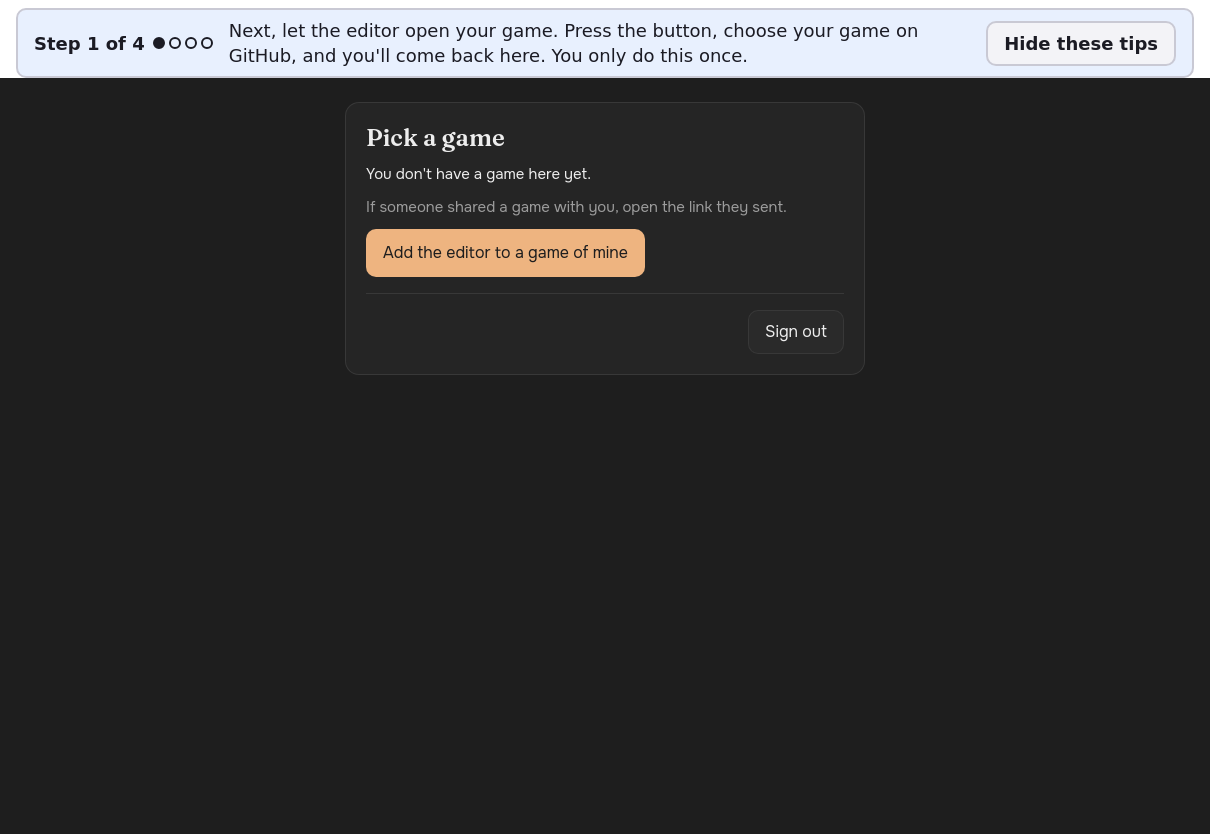 Step 1 of 4
Next, let the editor open your game. Press the button, choose your game on
GitHub, and you'll come back here. You only do this once.
Hide these tips
Pick a game
You don't have a game here yet.
If someone shared a game with you, open the link they sent.
Add the editor to a game of mine
Sign out